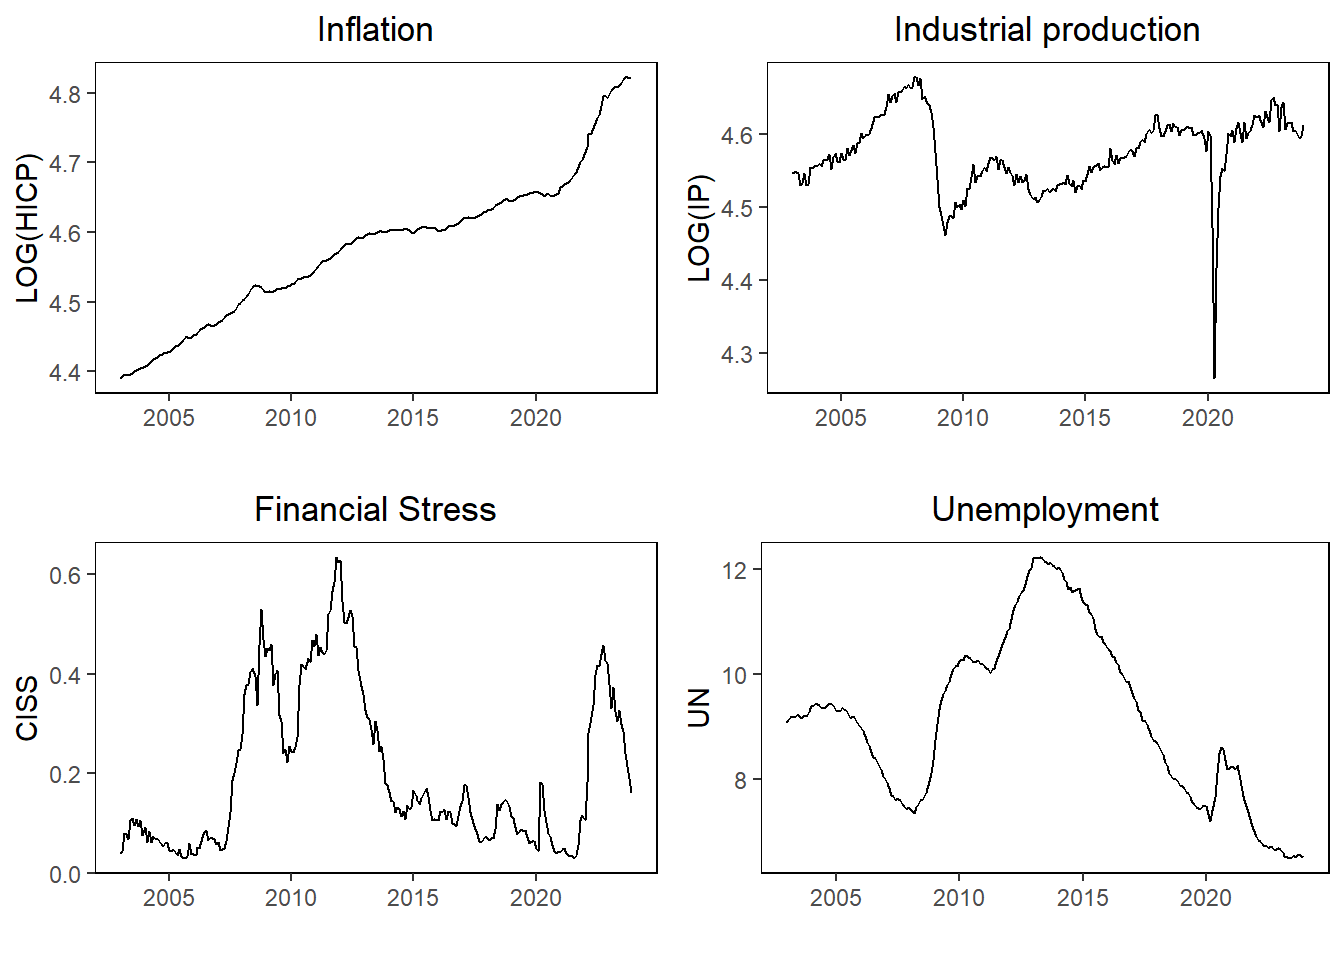 Inflation
LOG(HICP)
4.8
4.7
4.6
4.5
4.4
2005 2010 2015 2020
Industrial production
LOG(IP)
4.6
4.5
4.4
4.3
2005 2010 2015 2020
Financial Stress
CISS
0.6
0.4
0.2
0.0
2005 2010 2015 2020
Unemployment
UN
12
10
8
2005 2010 2015 2020